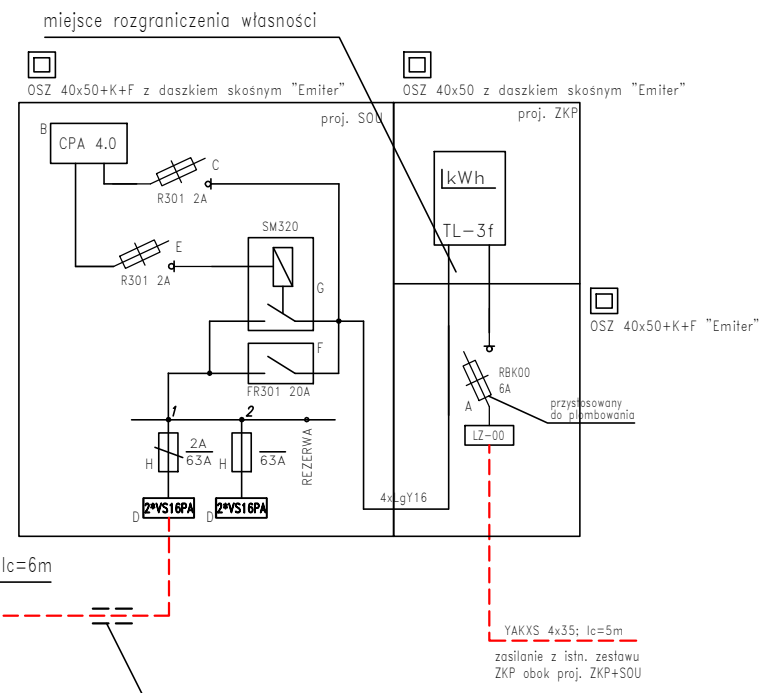 miejsce rozgraniczenia własności
OSZ 40x50+K+F z daszkiem skośnym "Emiter"
OSZ 40x50 z daszkiem skośnym "Emiter"
proj. SOU
proj. ZKP
B
CPA 4.0
C
R301 2A
kWh
TL-3f
SM320
E
R301 2A
G
OSZ 40x50+K+F "Emiter"
F
FR301 20A
RBK00
6A
A
przystosowany
do plombowania
LZ-00
1
2
H
2A
63A
H
63A
REZERWA
D
2*VS16PA
D
2*VS16PA
4xLgY16
lc=6m
YAKXS 4x35; lc=5m
zasilanie z istn. zestawu
ZKP obok proj. ZKP+SOU